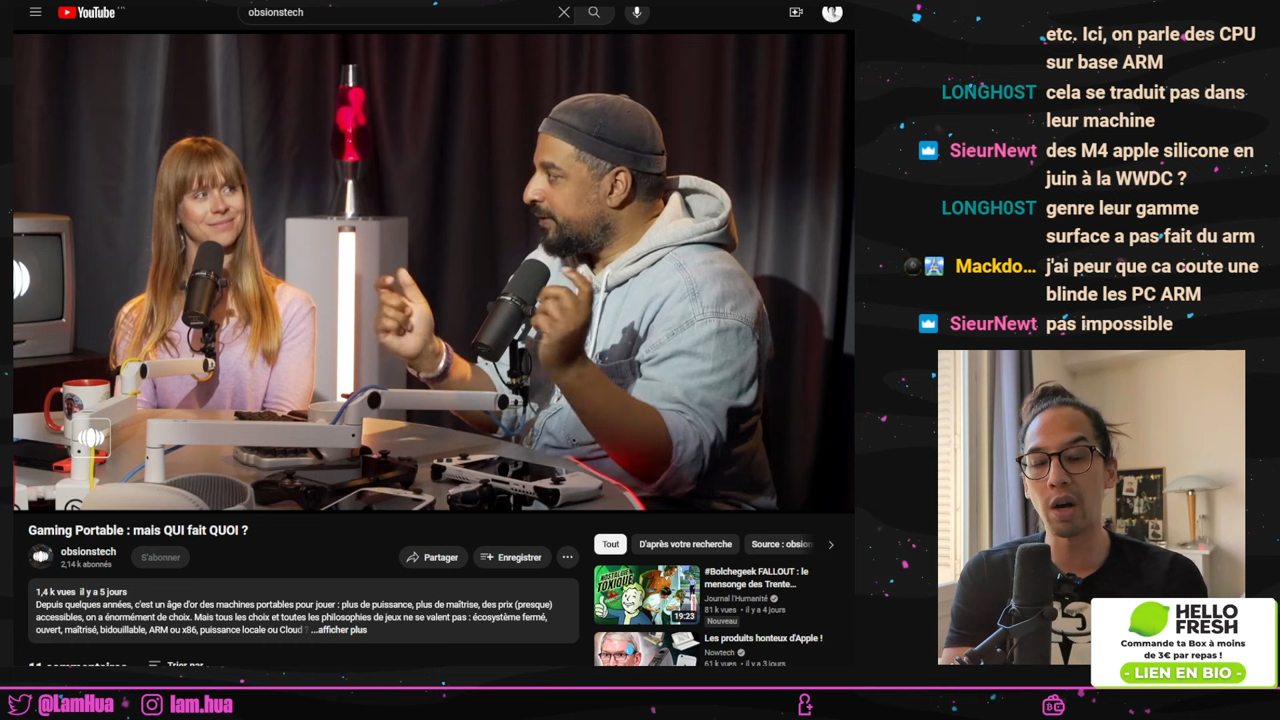 YouTube
obsionstech
etc. Ici, on parle des CPU
sur base ARM
LONGH0ST cela se traduit pas dans
leur machine
SieurNewt des M4 apple silicone en
juin à la WWDC ?
LONGH0ST genre leur gamme
surface a pas fait du arm
Mackdo... j'ai peur que ca coute une
blinde les PC ARM
SieurNewt pas impossible
Gaming Portable : mais QUI fait QUOI ?
obsionstech
2,14 k abonnés
S'abonner
Partager
Enregistrer
1,4 k vues il y a 5 jours
Depuis quelques années, c'est un âge d'or des machines portables pour jouer : plus de puissance, plus de maîtrise, des prix (presque)
accessibles, on a énormément de choix. Mais tous les choix et toutes les philosophies de jeux ne se valent pas : écosystème fermé,
ouvert, maîtrisé, bidouillable, ARM ou x86, puissance locale ou Cloud ? ...afficher plus
11 commentaires
Trier par
Tout
D'après votre recherche
Source : obsion
NOSTALGIE
TOXIQUE
19:23
#Bolchegeek FALLOUT : le
mensonge des Trente...
Journal l'Humanité
81 k vues • il y a 4 jours
Nouveau
Les produits honteux d'Apple !
Nowtech
61 k vues • il y a 3 jours
HELLO
FRESH
Commande ta Box à moins
de 3€ par repas !
- LIEN EN BIO -
@LamHua
lam.hua